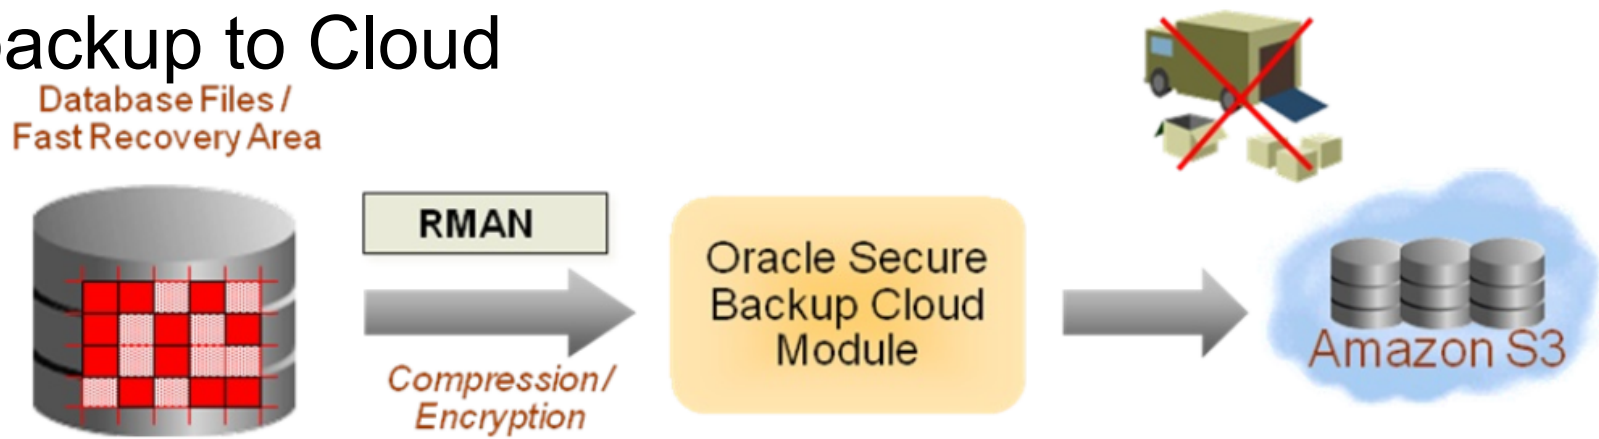 ackup to Cloud
Database Files /
Fast Recovery Area
RMAN
Compression /
Encryption
Oracle Secure
Backup Cloud
Module
Amazon S3